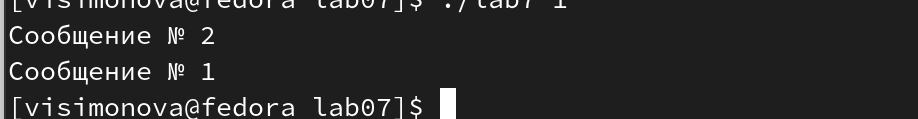 [visimonova@fedora lab07]$ ./lab7-1
Сообщение № 2
Сообщение № 1
[visimonova@fedora lab07]$